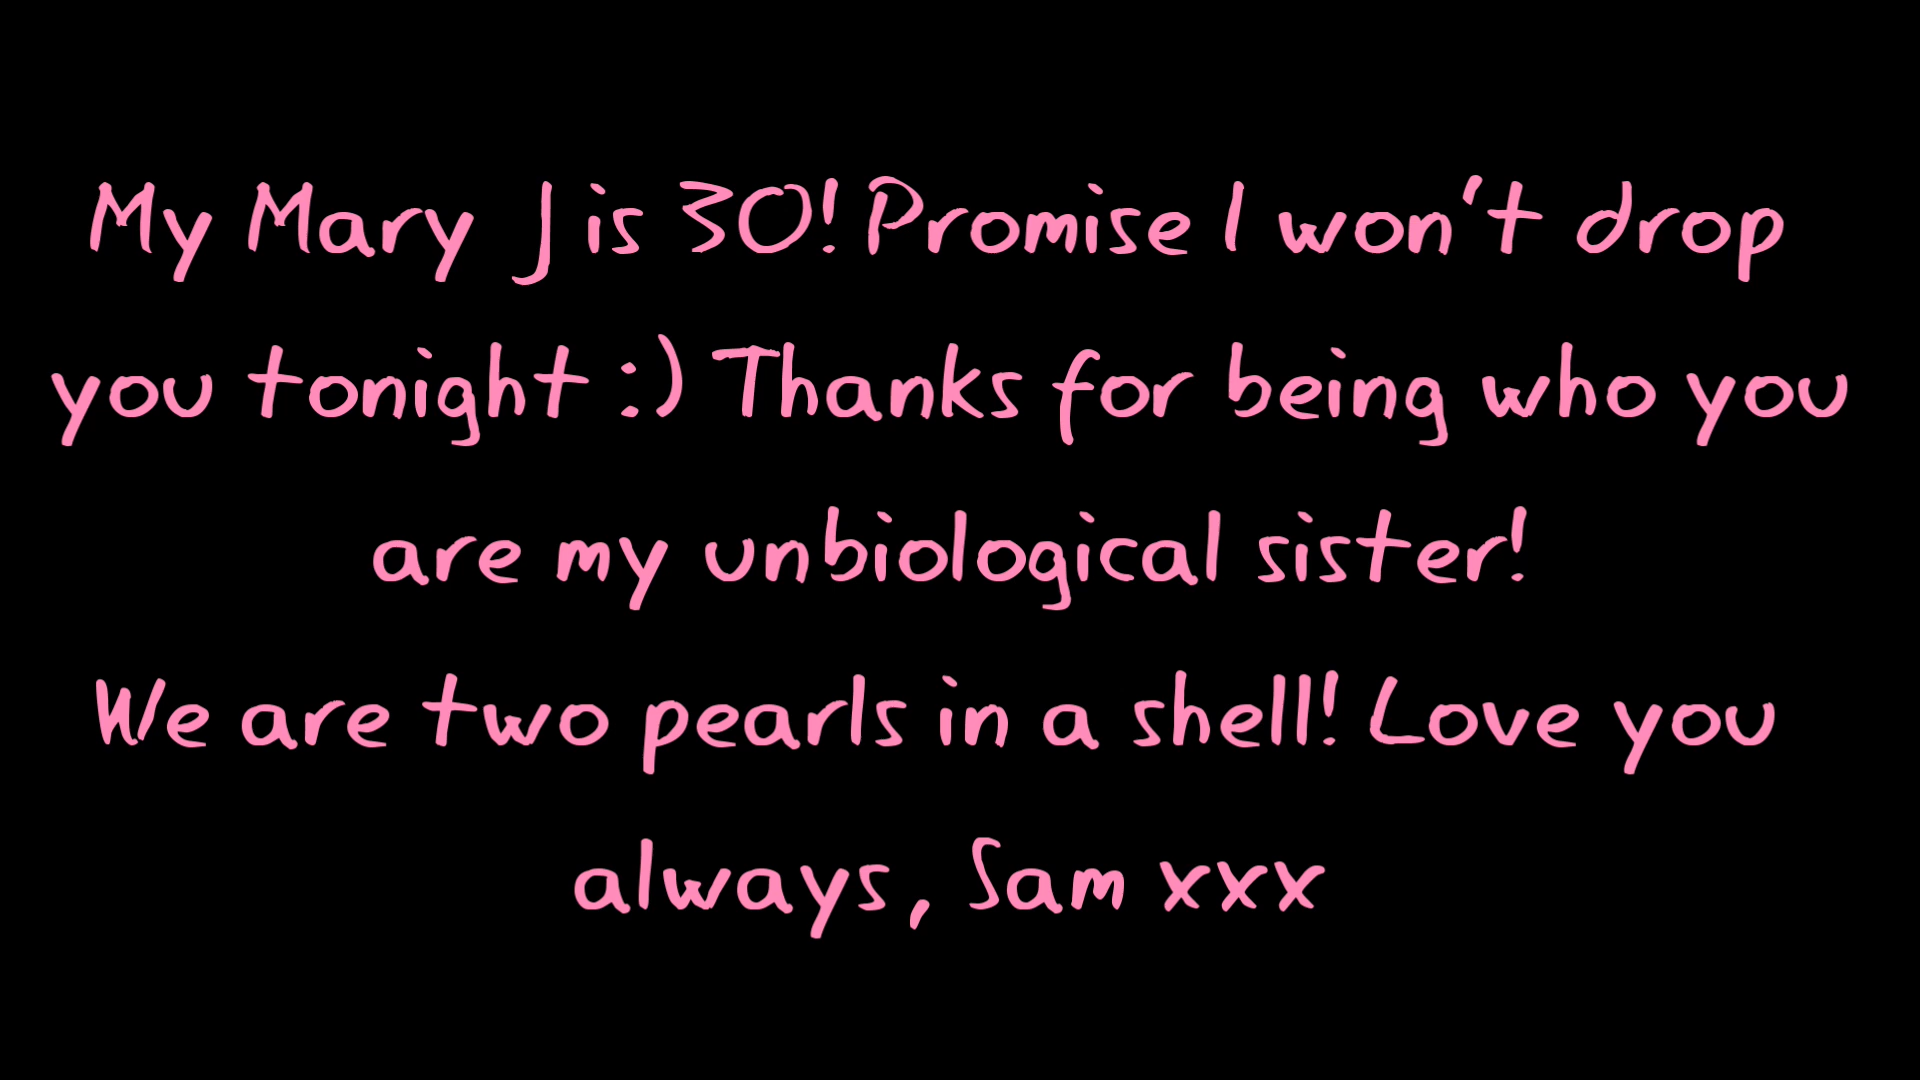 My Mary J is 30! Promise I won't drop
you tonight :) Thanks for being who you
are my unbiological sister!
We are two pearls in a shell! Love you
always, Sam xxx